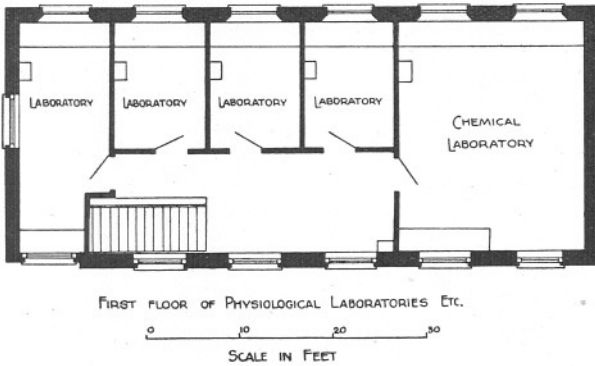 LABORATORY
LABORATORY
LABORATORY
LABORATORY
CHEMICAL
LABORATORY
FIRST FLOOR OF PHYSIOLOGICAL LABORATORIES ETC.
0 10 20 30
SCALE IN FEET